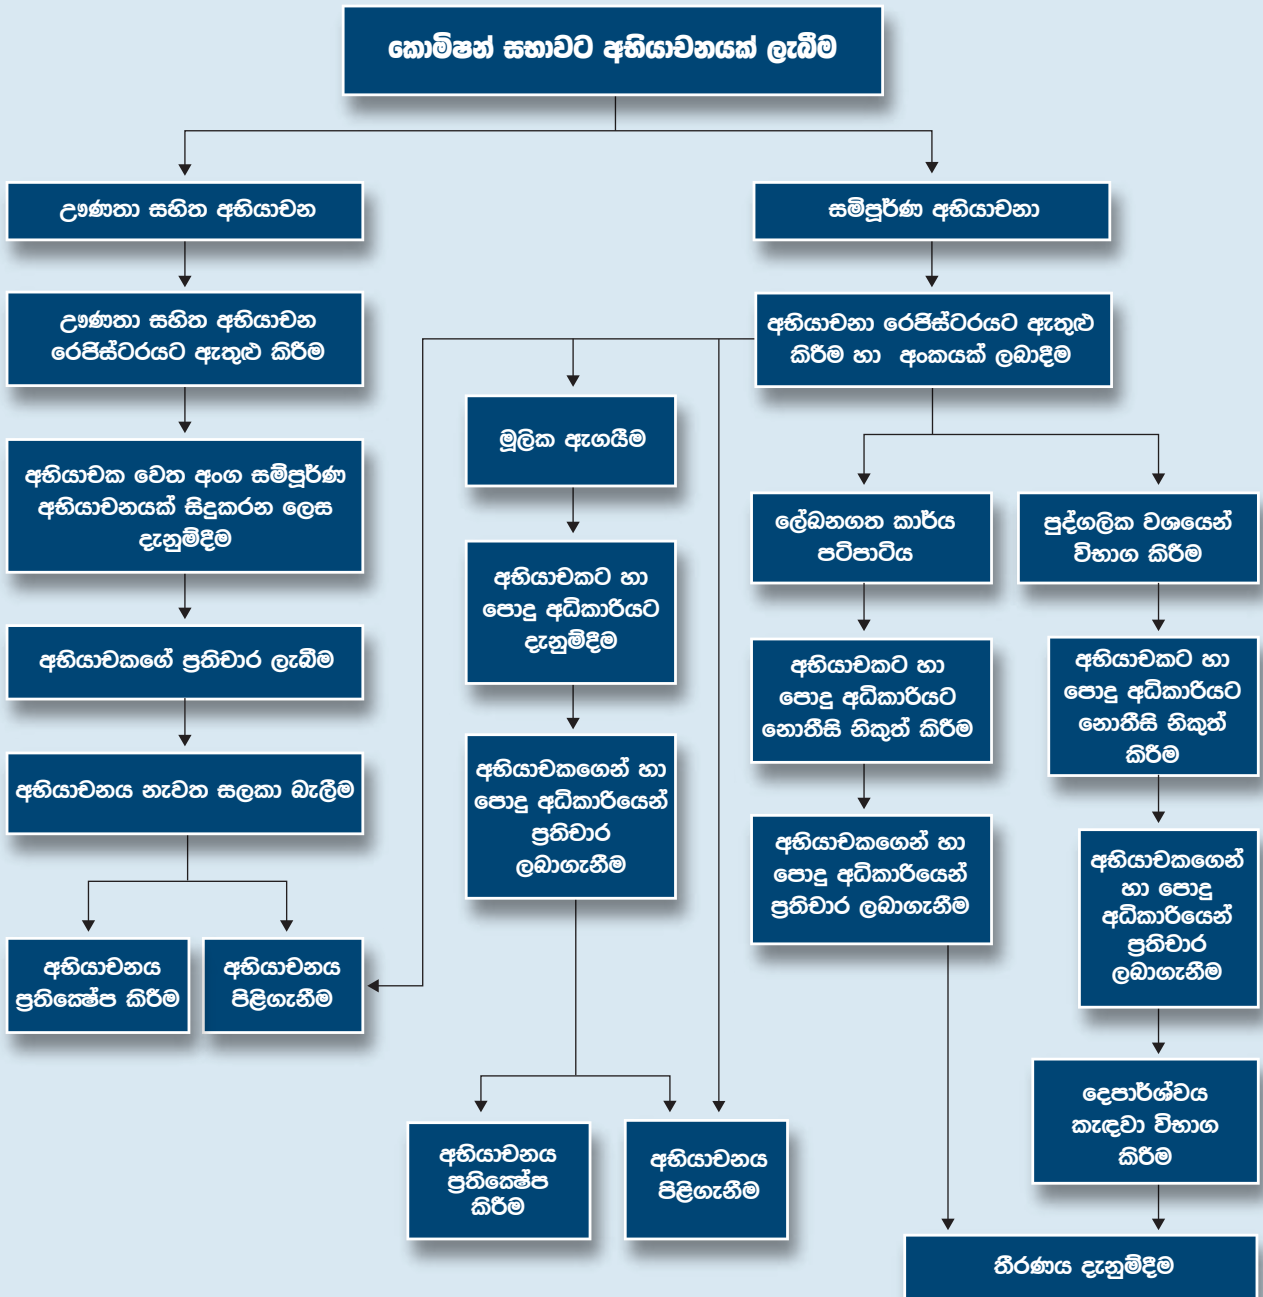 කොමිෂන් සභාවට අභියාචනයක් ලැබීම
ඌණතා සහිත අභියාචන
සම්පූර්ණ අභියාචනා
ඌණතා සහිත අභියාචන
රෙජිස්ටරයට ඇතුළු කිරීම
අභියාචනා රෙජිස්ටරයට ඇතුළු
කිරීම හා අංකයක් ලබාදීම
අභියාචක වෙත අංග සම්පූර්ණ
අභියාචනයක් සිදුකරන ලෙස
දැනුම්දීම
මූලික ඇගයීම
ලේඛනගත කාර්ය
පටිපාටිය
පුද්ගලික වශයෙන්
විභාග කිරීම
අභියාචකගේ ප්‍රතිචාර ලැබීම
අභියාචකට හා
පොදු අධිකාරියට
දැනුම්දීම
අභියාචකට හා
පොදු අධිකාරියට
නොතීසි නිකුත් කිරීම
අභියාචකට හා
පොදු අධිකාරියට
නොතීසි නිකුත්
කිරීම
අභියාචනය නැවත සලකා බැලීම
අභියාචකගෙන් හා
පොදු අධිකාරියෙන්
ප්‍රතිචාර
ලබාගැනීම
අභියාචකගෙන් හා
පොදු අධිකාරියෙන්
ප්‍රතිචාර ලබාගැනීම
අභියාචකගෙන්
හා පොදු
අධිකාරියෙන්
ප්‍රතිචාර
ලබාගැනීම
අභියාචනය
ප්‍රතික්ෂේප කිරීම
අභියාචනය
පිළිගැනීම
දෙපාර්ශ්වය
කැඳවා විභාග
කිරීම
අභියාචනය
ප්‍රතික්ෂේප
කිරීම
අභියාචනය
පිළිගැනීම
තීරණය දැනුම්දීම